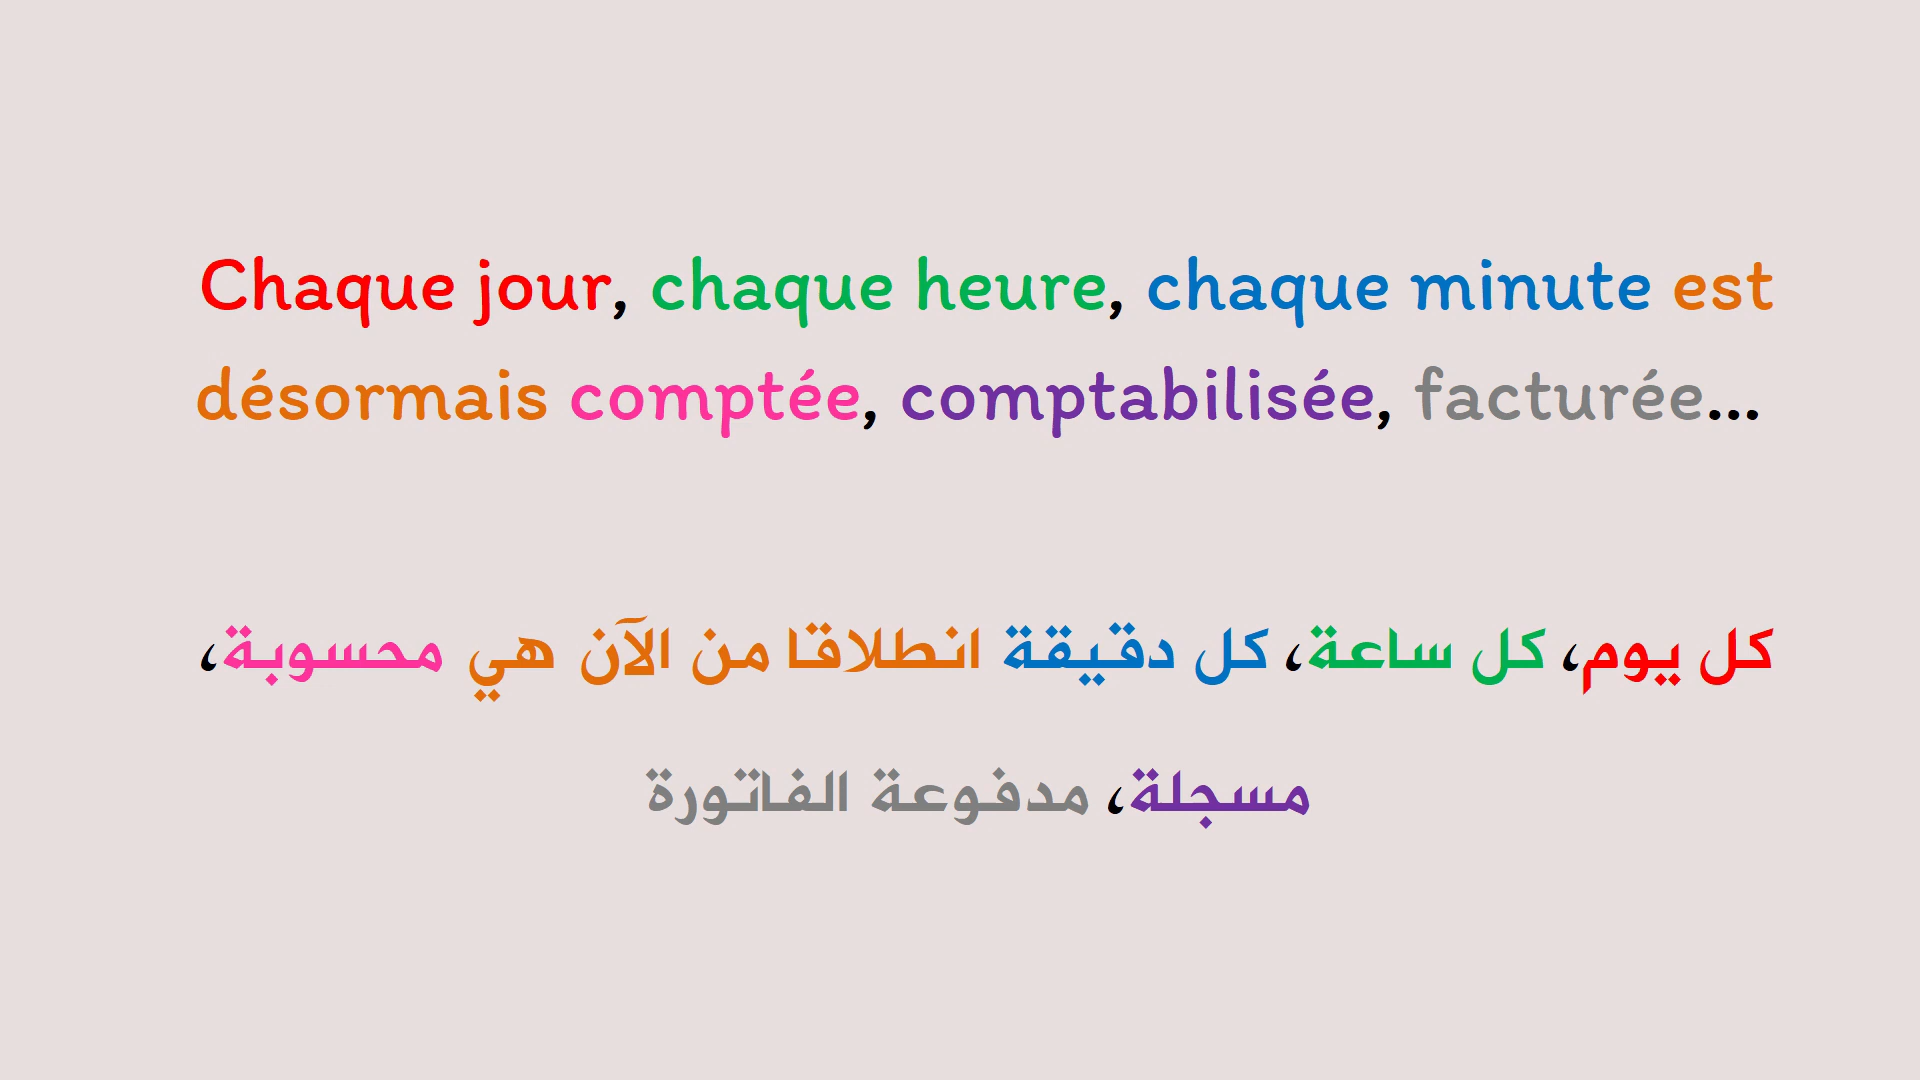 Chaque jour, chaque heure, chaque minute est
désormais comptée, comptabilisée, facturée...
كل يوم، كل ساعة، كل دقيقة انطلاقا من الآن هي محسوبة،
مسجلة، مدفوعة الفاتورة